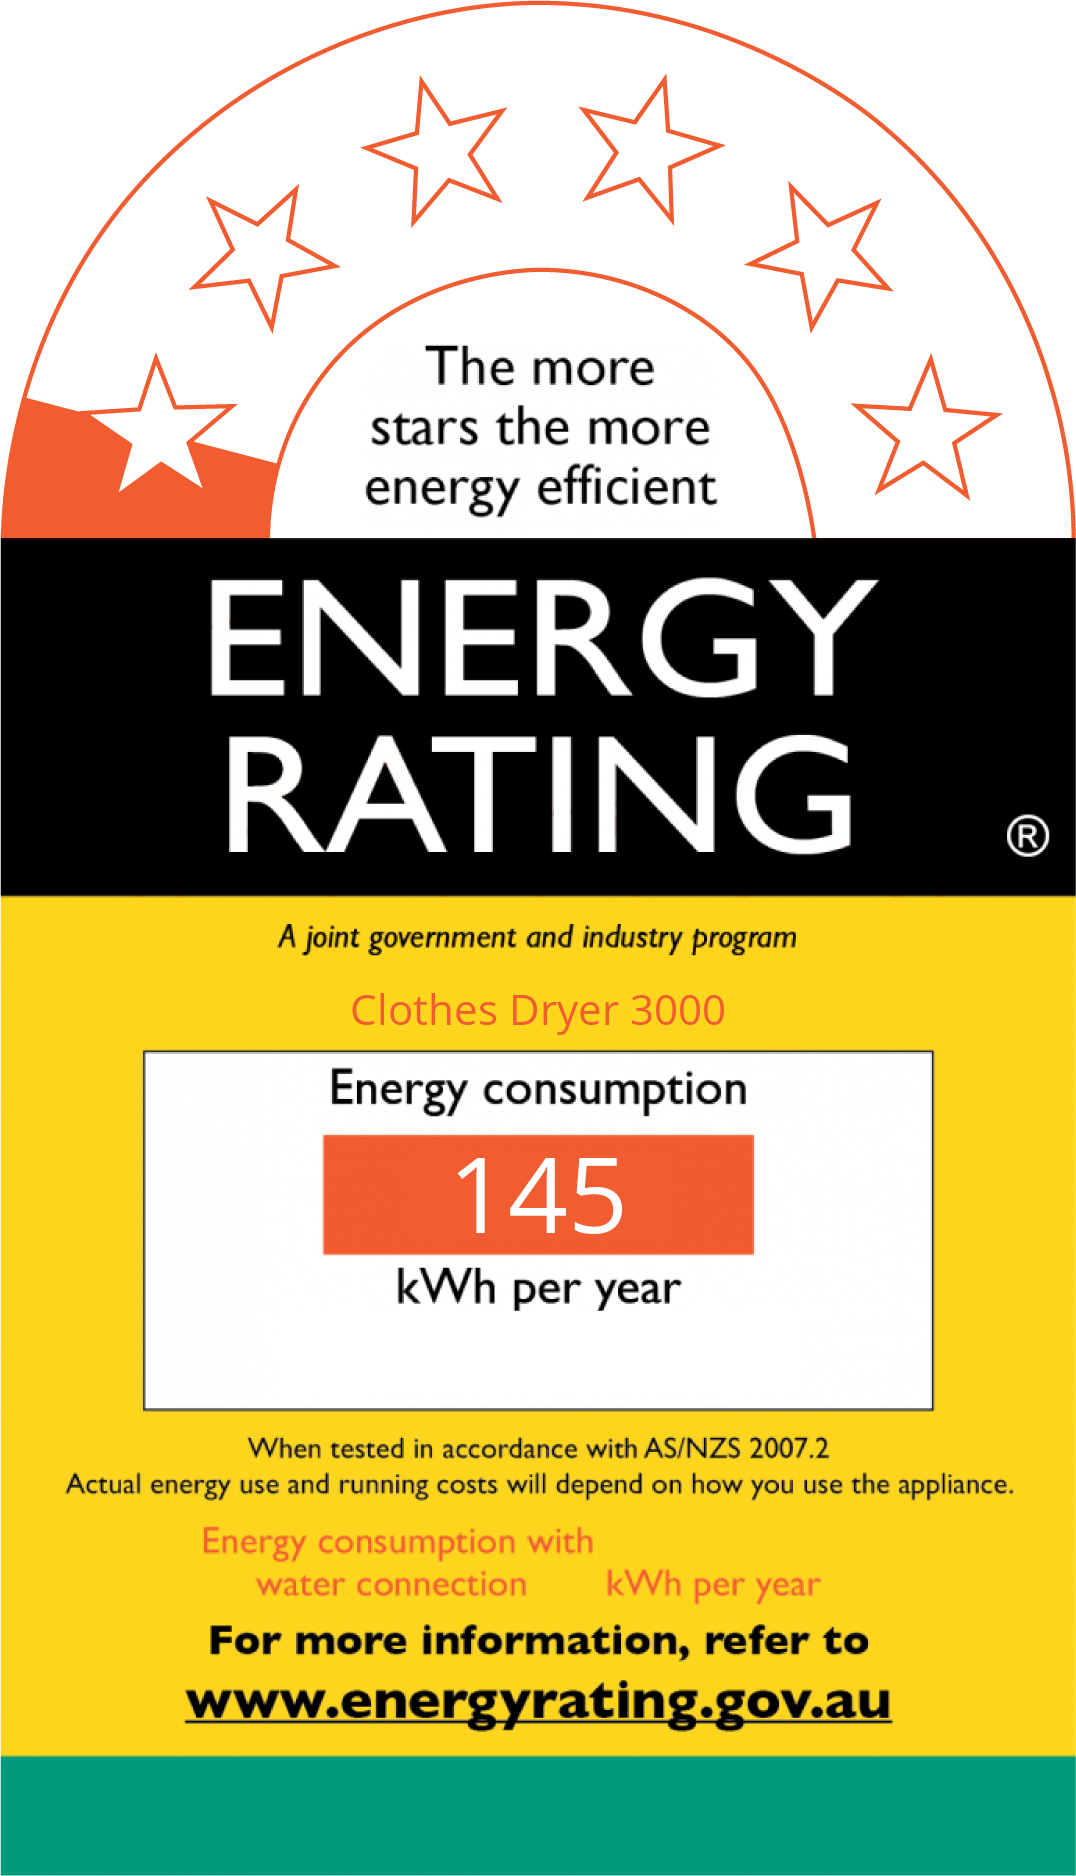 The more
stars the more
energy efficient
ENERGY
RATING
®
A joint government and industry program
Clothes Dryer 3000
Energy consumption
145
kWh per year
When tested in accordance with AS/NZS 2007.2
Actual energy use and running costs will depend on how you use the appliance.
Energy consumption with
water connection kWh per year
For more information, refer to
www.energyrating.gov.au